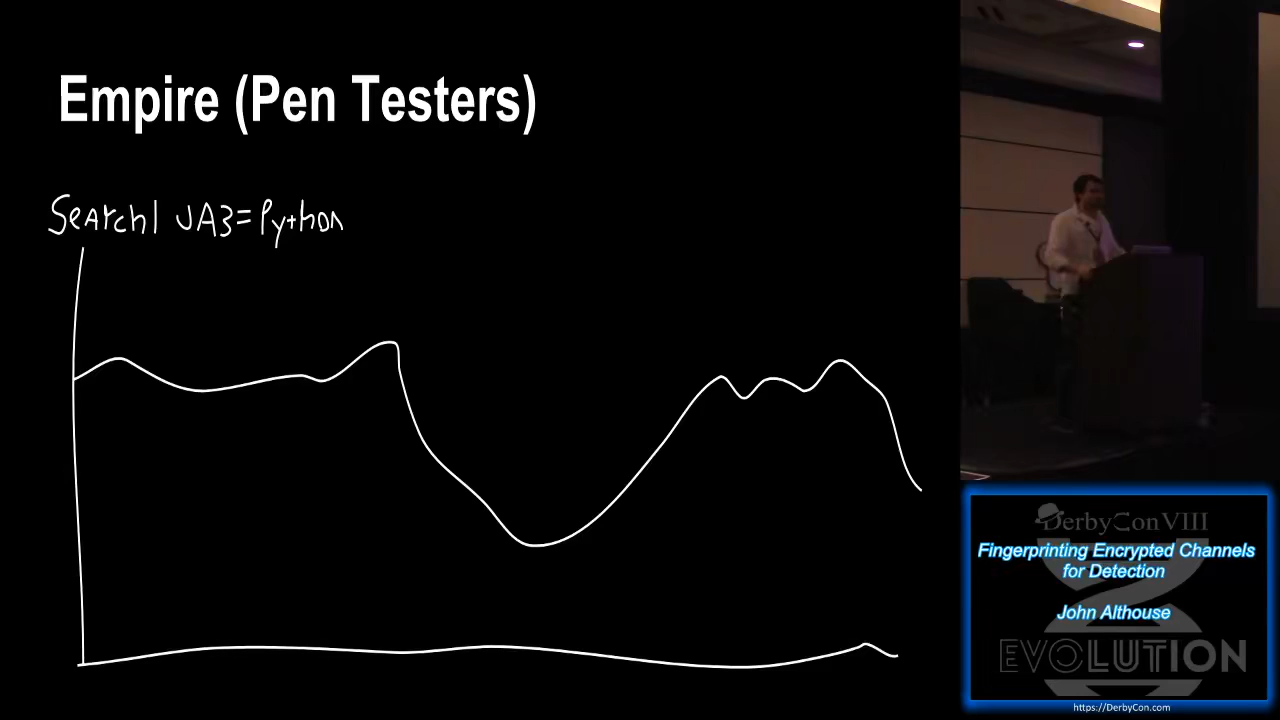 Empire (Pen Testers)
Search| JA3=Python
DerbyCon VIII
Fingerprinting Encrypted Channels
for Detection
John Althouse
EVOLUTION
https://DerbyCon.com